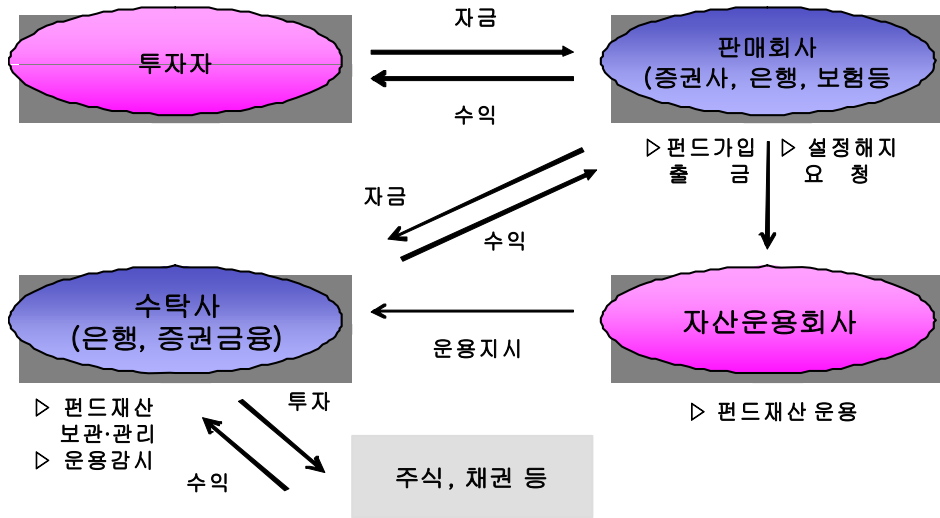 자금
투자자
판매회사
(증권사, 은행, 보험등
수익
▷펀드가입
출 금
▷ 설정해지
요 청
자금
수익
수탁사
(은행, 증권금융)
자산운용회사
운용지시
▷ 펀드재산
보관·관리
▷ 운용감시
투자
▷ 펀드재산 운용
수익
주식, 채권 등